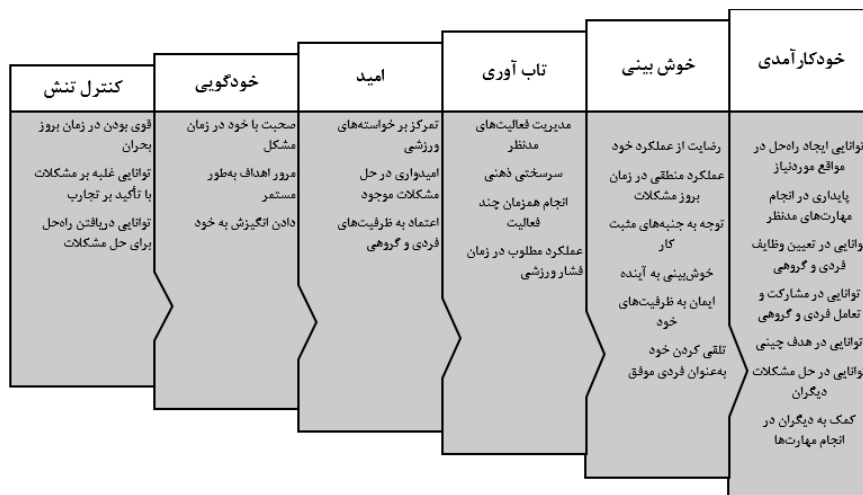 خودکارآمدی
توانایی ایجاد راه‌حل در
مواقع موردنیاز
پایداری در انجام
مهارت‌های مدنظر
توانایی در تعیین وظایف
فردی و گروهی
توانایی در مشارکت و
تعامل فردی و گروهی
توانایی در هدف چینی
توانایی در حل مشکلات
دیگران
کمک به دیگران در
انجام مهارت‌ها
خوش بینی
رضایت از عملکرد خود
عملکرد منطقی در زمان
بروز مشکلات
توجه به جنبه‌های مثبت
کار
خوش‌بینی به آینده
ایمان به ظرفیت‌های
خود
تلقی کردن خود
به‌عنوان فردی موفق
تاب آوری
مدیریت فعالیت‌های
مدنظر
سرسختی ذهنی
انجام همزمان چند
فعالیت
عملکرد مطلوب در زمان
فشار ورزشی
امید
تمرکز بر خواسته‌های
ورزشی
امیدواری در حل
مشکلات موجود
اعتماد به ظرفیت‌های
فردی و گروهی
خودگویی
صحبت با خود در زمان
مشکل
مرور اهداف به‌طور
مستمر
دادن انگیزش به خود
کنترل تنش
قوی بودن در زمان بروز
بحران
توانایی غلبه بر مشکلات
با تأکید بر تجارب
توانایی دریافتن راه‌حل
برای حل مشکلات